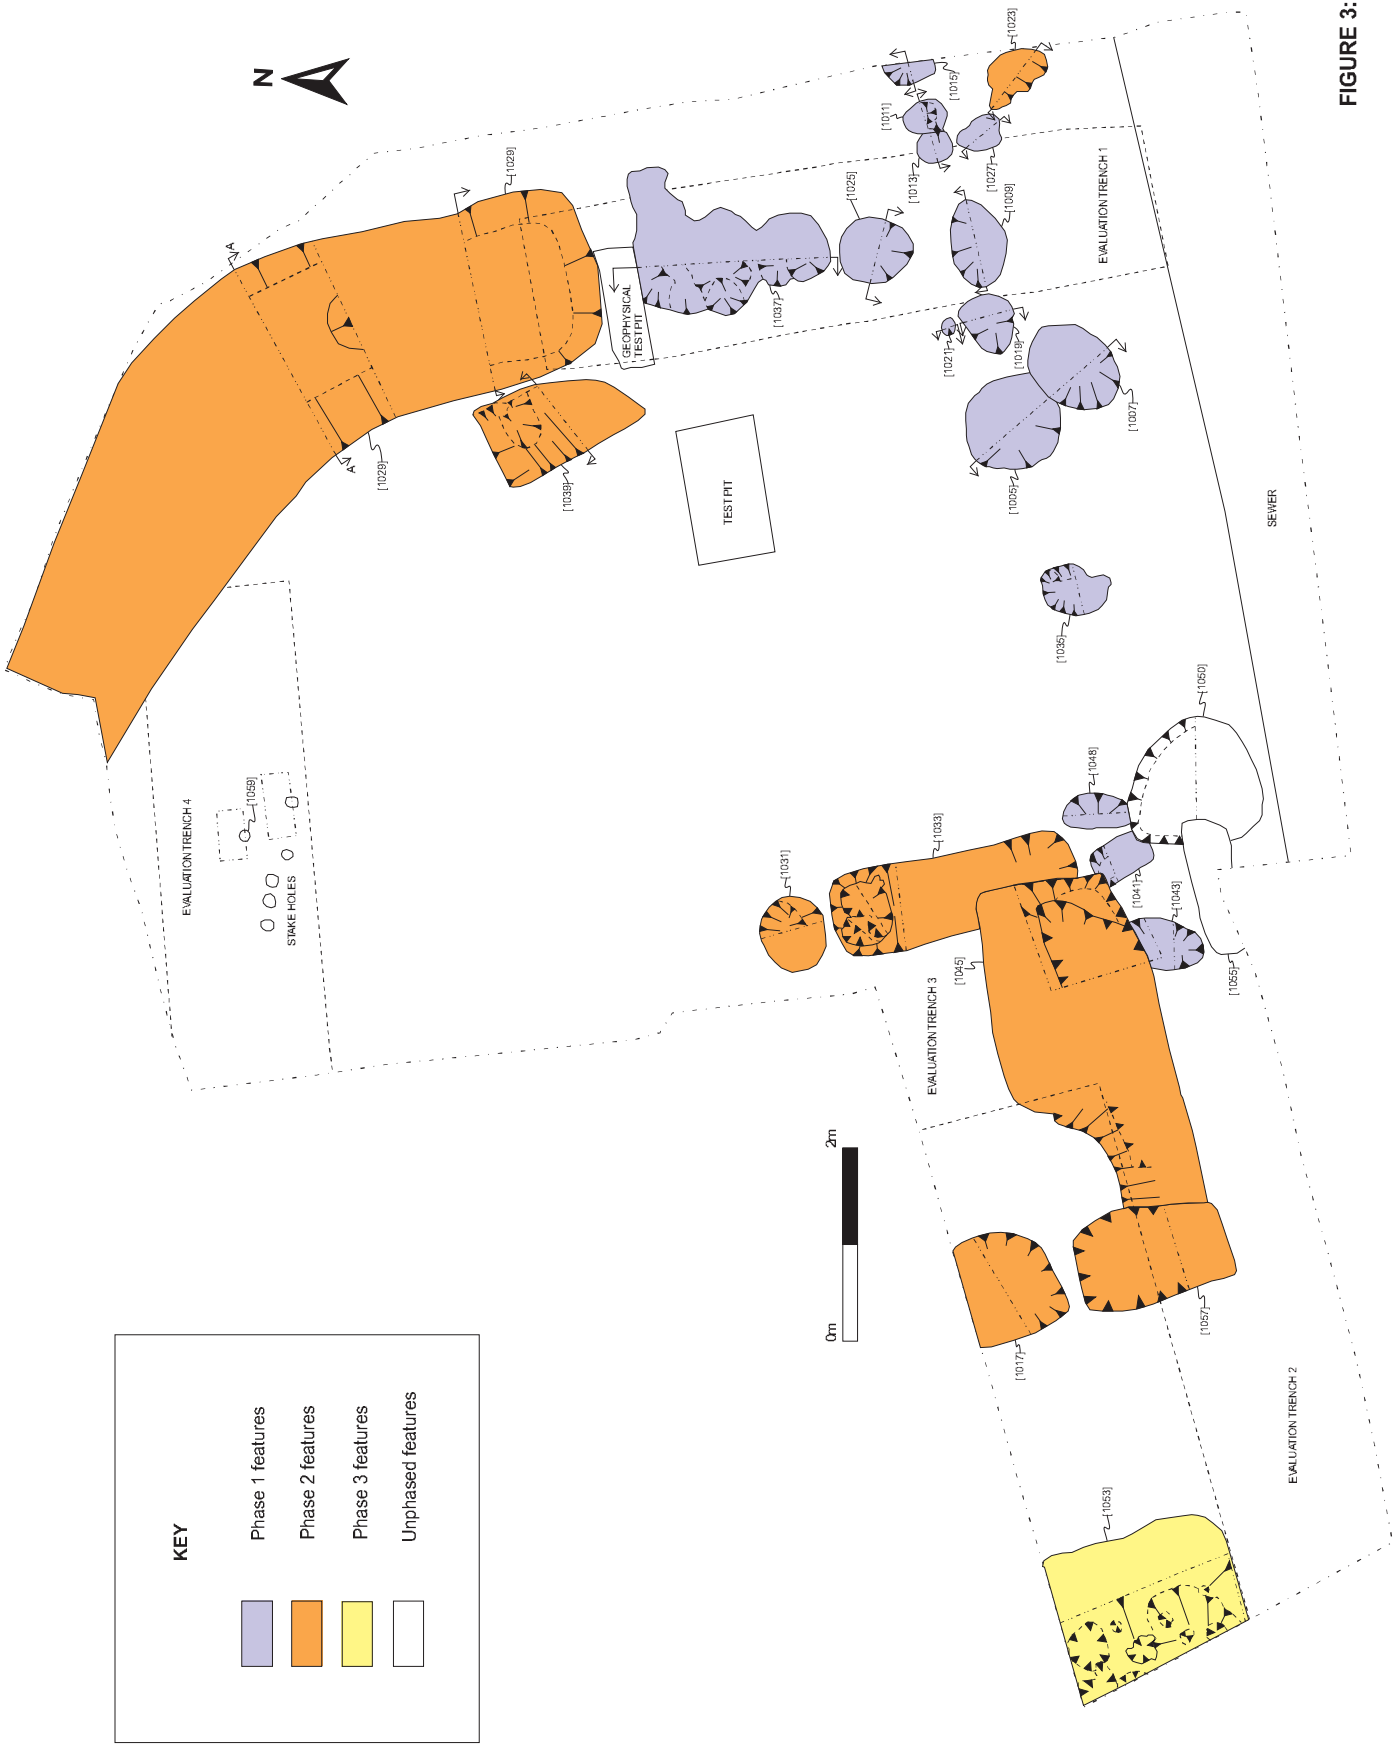 FIGURE 3:
N
[1023]
[1015]
[1011]
[1013]
[1027]
[1029]
[1025]
[1009]
EVALUATION TRENCH 1
A
GEOPHYSICAL
TEST PIT
[1037]
[1021]
[1019]
[1007]
A
[1029]
[1039]
TEST PIT
[1005]
SEWER
[1035]
[1050]
[1048]
EVALUATION TRENCH 4
[1059]
STAKE HOLES
[1031]
[1033]
[1041]
[1043]
[1045]
[1055]
EVALUATION TRENCH 3
0m
2m
[1017]
[1057]
EVALUATION TRENCH 2
[1053]
KEY
Phase 1 features
Phase 2 features
Phase 3 features
Unphased features